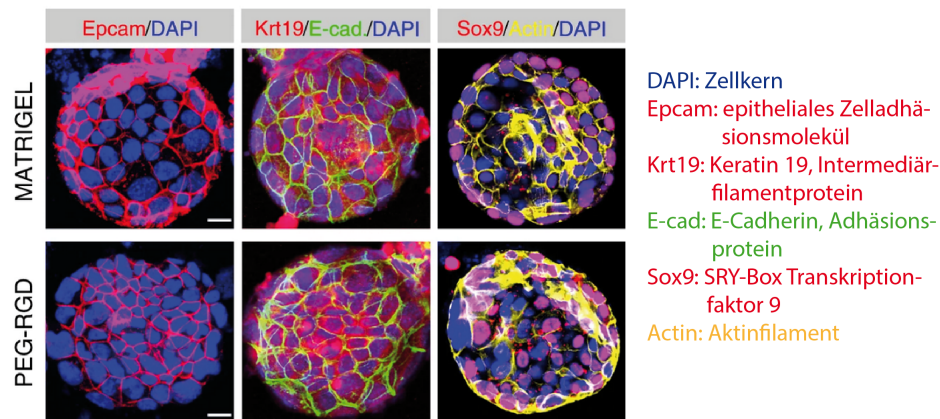 Epcam/DAPI
Krt19/E-cad./DAPI
Sox9/Actin/DAPI
MATRIGEL
PEG-RGD
DAPI: Zellkern
Epcam: epitheliales Zelladhä-
sionsmolekül
Krt19: Keratin 19, Intermediär-
filamentprotein
E-cad: E-Cadherin, Adhäsions-
protein
Sox9: SRY-Box Transkription-
faktor 9
Actin: Aktinfilament